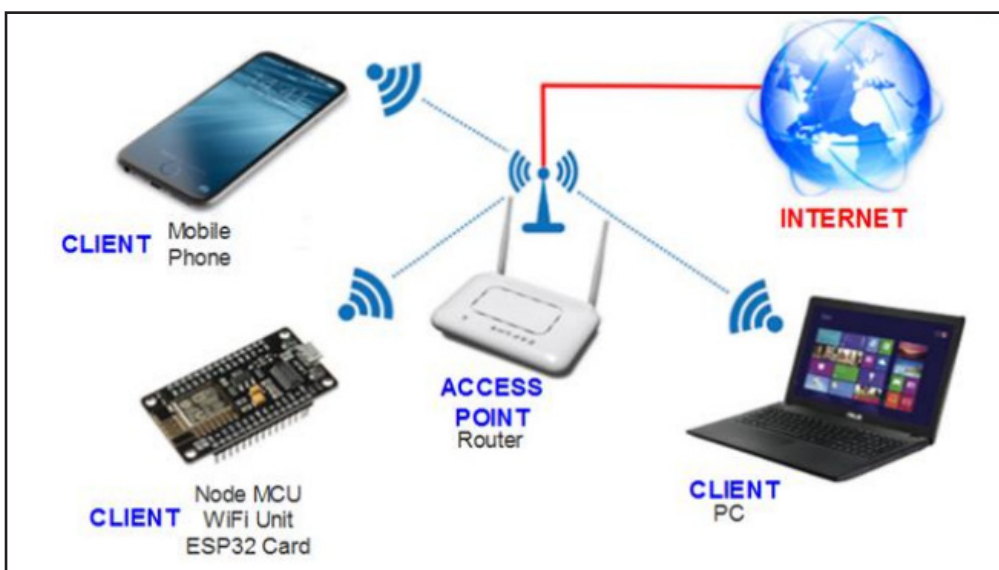 CLIENT Mobile
Phone
INTERNET
ACCESS
POINT
Router
CLIENT Node MCU
WiFi Unit
ESP32 Card
CLIENT
PC